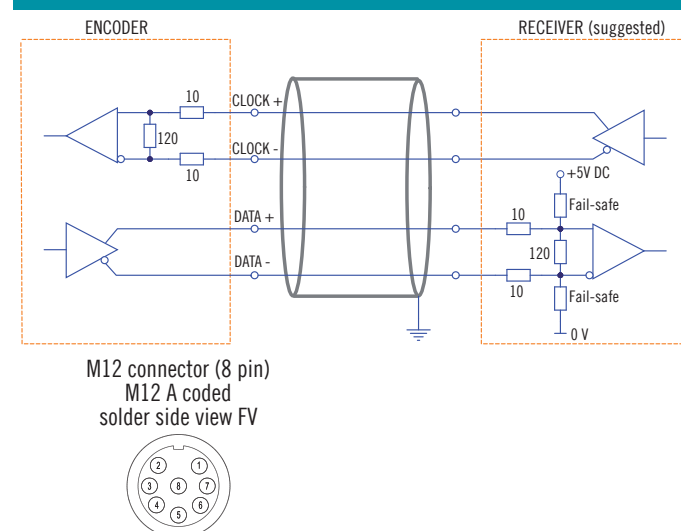 ENCODER
RECEIVER (suggested)
10
CLOCK +
120
CLOCK -
10
+5V DC
Fail-safe
DATA +
10
120
DATA -
10
Fail-safe
0 V
M12 connector (8 pin)
M12 A coded
solder side view FV
2 1
3 8 7
4 6
5